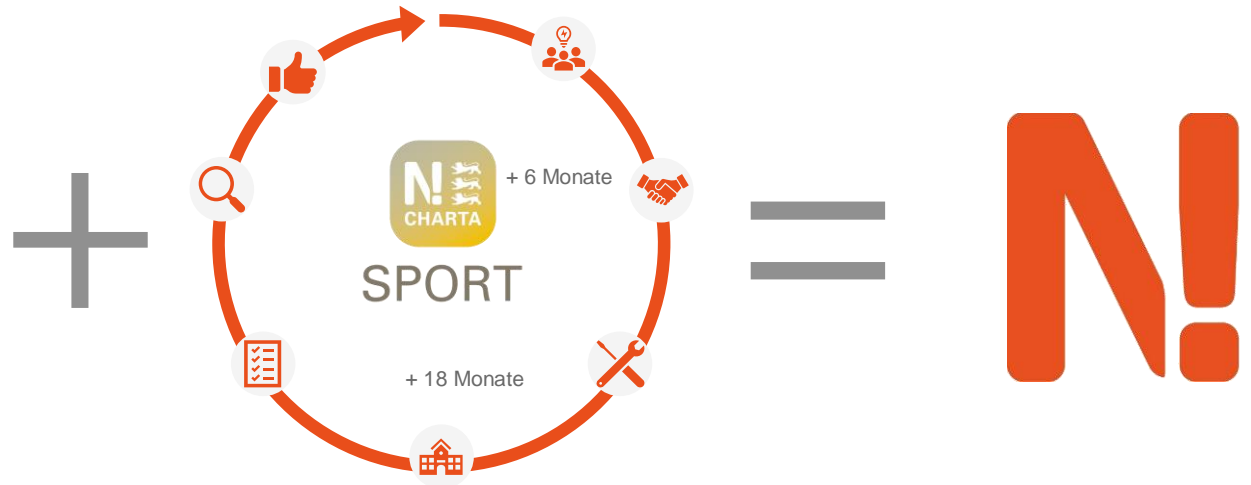 N!
CHARTA
+ 6 Monate
SPORT
+ 18 Monate
N!